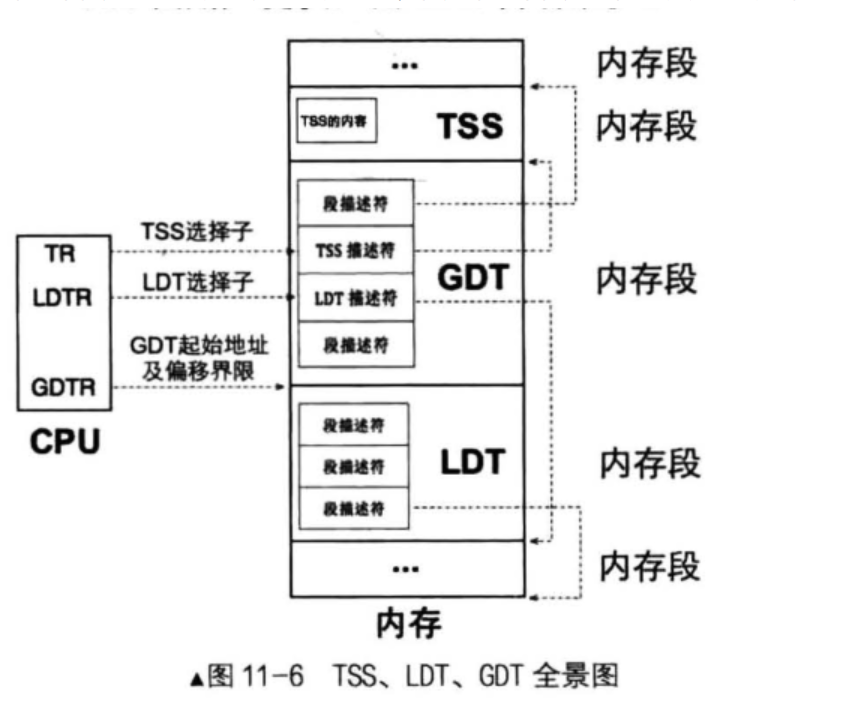 ...
内存段
TSS的内容
TSS
内存段
段描述符
TR
TSS选择子
TSS 描述符
GDT
内存段
LDTR
LDT选择子
LDT 描述符
GDT起始地址
及偏移界限
段描述符
GDTR
CPU
段描述符
段描述符
LDT
内存段
段描述符
...
内存段
内存
▲图 11-6 TSS、LDT、GDT 全景图